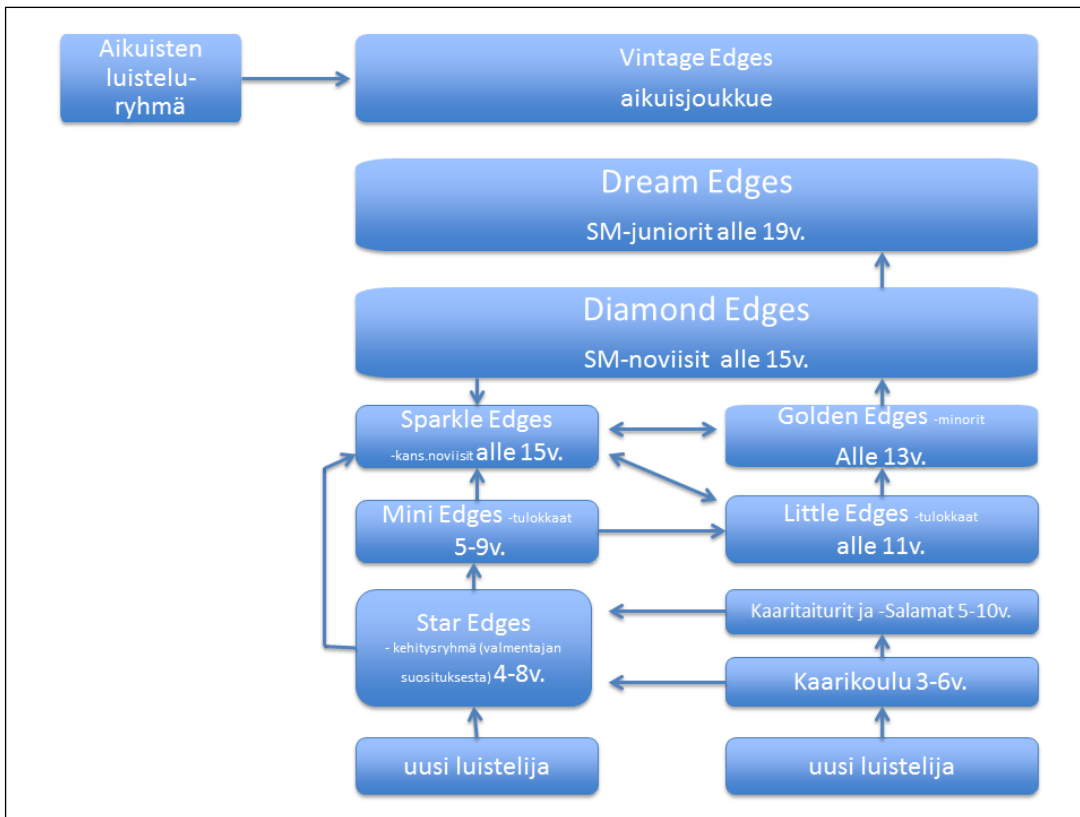 Aikuisten
luistelu-
ryhmä
Vintage Edges
aikuisjoukkue
Dream Edges
SM-juniorit alle 19v.
Diamond Edges
SM-noviisit alle 15v.
Sparkle Edges
-kans.noviisit alle 15v.
Golden Edges -minorit
Alle 13v.
Mini Edges -tulokkaat
5-9v.
Little Edges -tulokkaat
alle 11v.
Star Edges
- kehitysryhmä (valmentajan
suosituksesta) 4-8v.
Kaaritaiturit ja -Salamat 5-10v.
Kaarikoulu 3-6v.
uusi luistelija
uusi luistelija